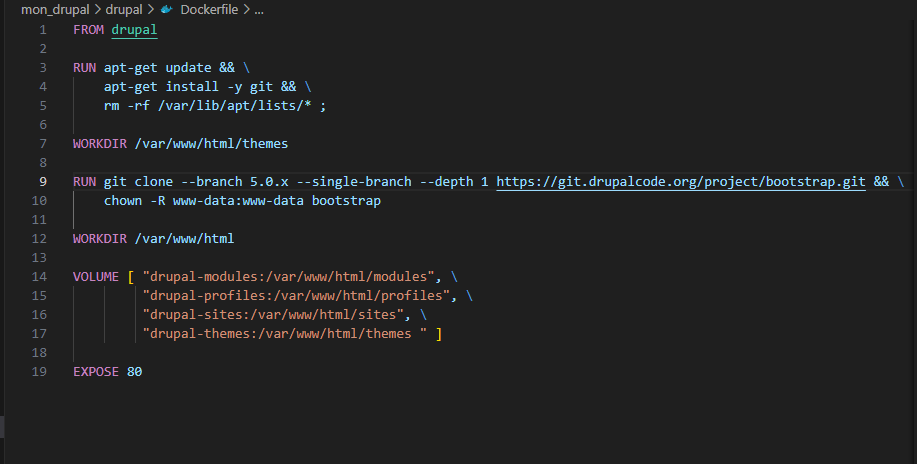 mon_drupal > drupal > Dockerfile > ...
1 FROM drupal
2
3 RUN apt-get update && \
4 apt-get install -y git && \
5 rm -rf /var/lib/apt/lists/* ;
6
7 WORKDIR /var/www/html/themes
8
9 RUN git clone --branch 5.0.x --single-branch --depth 1 https://git.drupalcode.org/project/bootstrap.git && \
10 chown -R www-data:www-data bootstrap
11
12 WORKDIR /var/www/html
13
14 VOLUME [ "drupal-modules:/var/www/html/modules", \
15 "drupal-profiles:/var/www/html/profiles", \
16 "drupal-sites:/var/www/html/sites", \
17 "drupal-themes:/var/www/html/themes " ]
18
19 EXPOSE 80